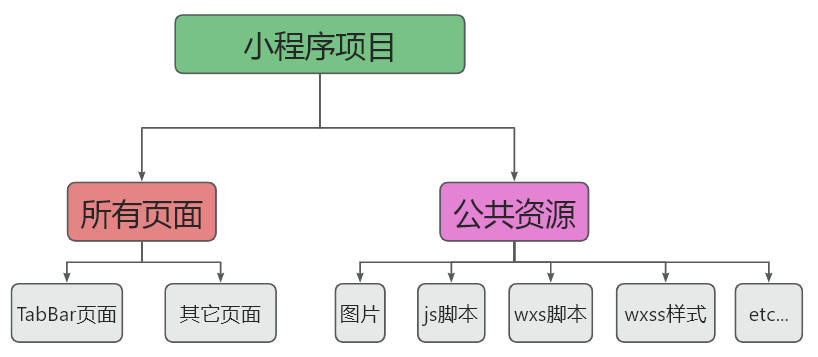 小程序项目
所有页面
公共资源
TabBar页面
其它页面
图片
js脚本
wxs脚本
wxss样式
etc...